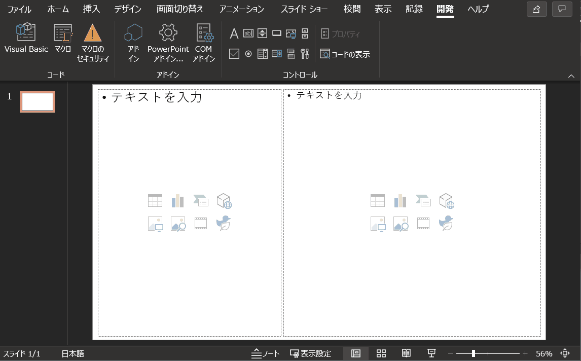 ファイル ホーム 挿入 デザイン 画面切り替え アニメーション スライド ショー 校閲 表示 記録 開発 ヘルプ
Visual Basic マクロ マクロのセキュリティ
コード
アドイン PowerPoint アドイン... COM アドイン
アドイン
プロパティ
コードの表示
コントロール
1
• テキストを入力
• テキストを入力
スライド 1/1 日本語 ノート 表示設定 56%